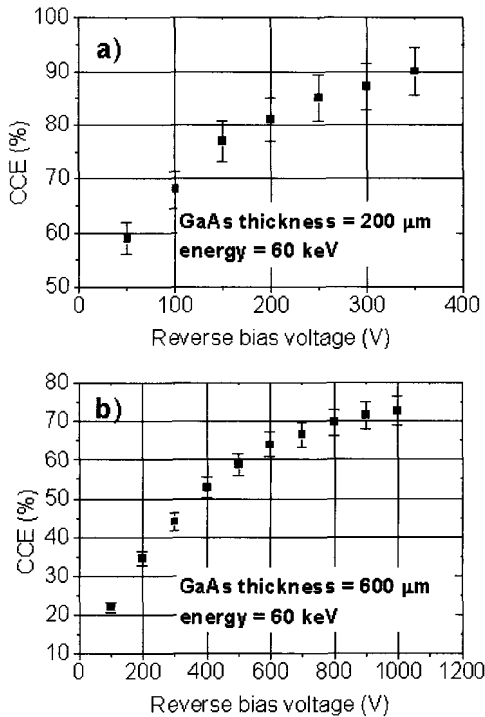 a)
100
90
80
70
60
50
CCE (%)
GaAs thickness = 200 μm
energy = 60 keV
0 100 200 300 400
Reverse bias voltage (V)
b)
80
70
60
50
40
30
20
10
CCE (%)
GaAs thickness = 600 μm
energy = 60 keV
0 200 400 600 800 1000 1200
Reverse bias voltage (V)